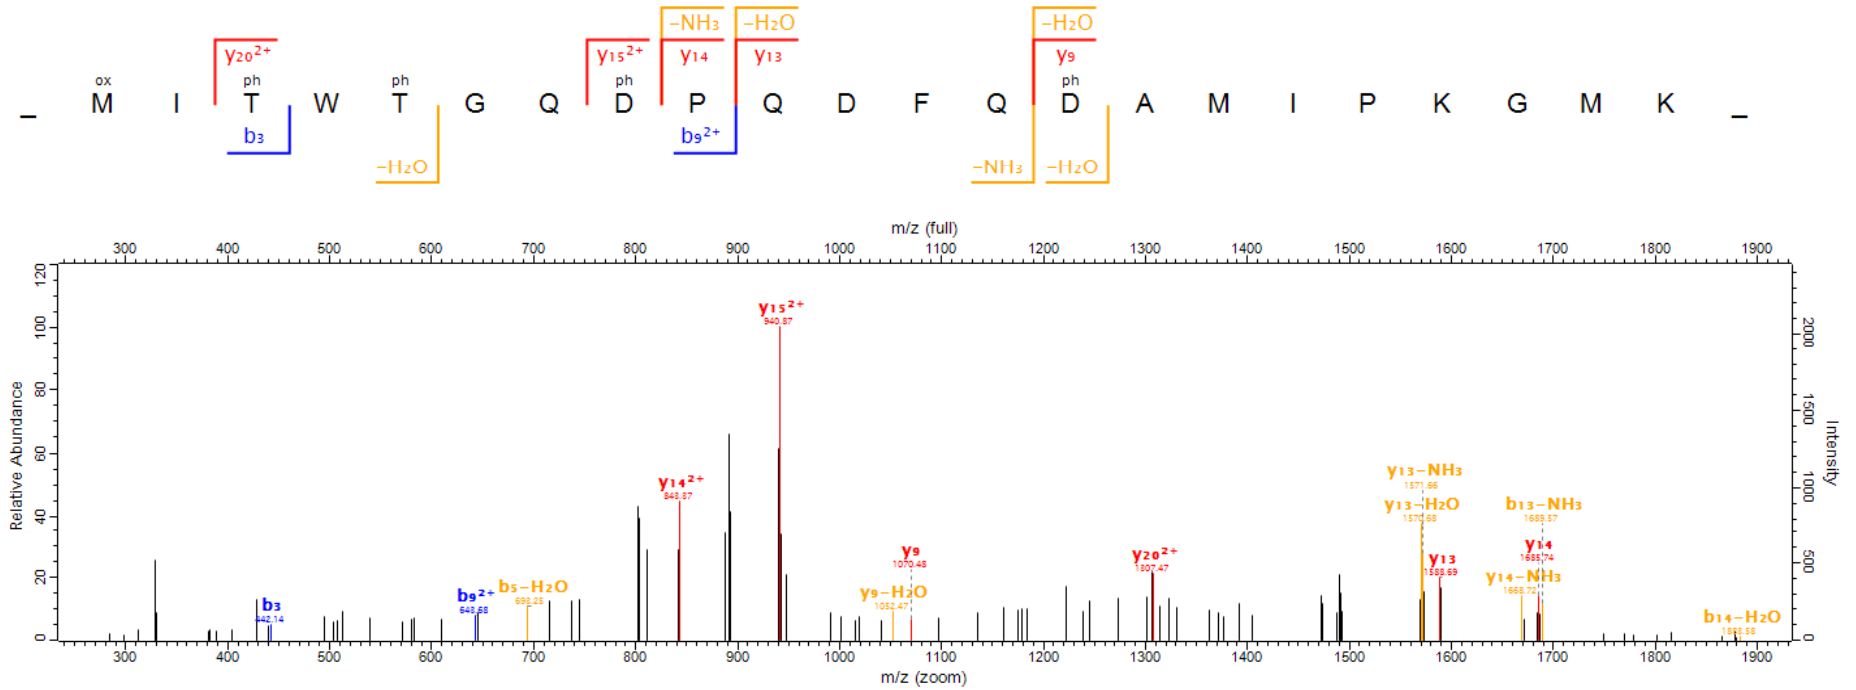 −NH₃ −H₂O −H₂O
y₂₀²⁺ y₁₅²⁺ y₁₄ y₁₃ y₉
ox ph ph ph ph
_ M I T W T G Q D P Q D F Q D A M I P K G M K _
b₃ b₉²⁺
−H₂O −NH₃ −H₂O
m/z (full)
300 400 500 600 700 800 900 1000 1100 1200 1300 1400 1500 1600 1700 1800 1900
Relative Abundance
0 20 40 60 80 100 120
Intensity
0 500 1000 1500 2000
y₁₅²⁺
940.87
y₁₄²⁺
843.37
y₁₃−NH₃
1571.66
y₁₃−H₂O
1570.68
b₁₃−NH₃
1689.57
y₉
1070.48
y₂₀²⁺
1307.47
y₁₃
1588.69
y₁₄
1685.74
y₁₄−NH₃
1668.72
b₃
442.14
b₉²⁺
643.68
b₅−H₂O
y₉−H₂O
1052.47
b₁₄−H₂O
300 400 500 600 700 800 900 1000 1100 1200 1300 1400 1500 1600 1700 1800 1900
m/z (zoom)